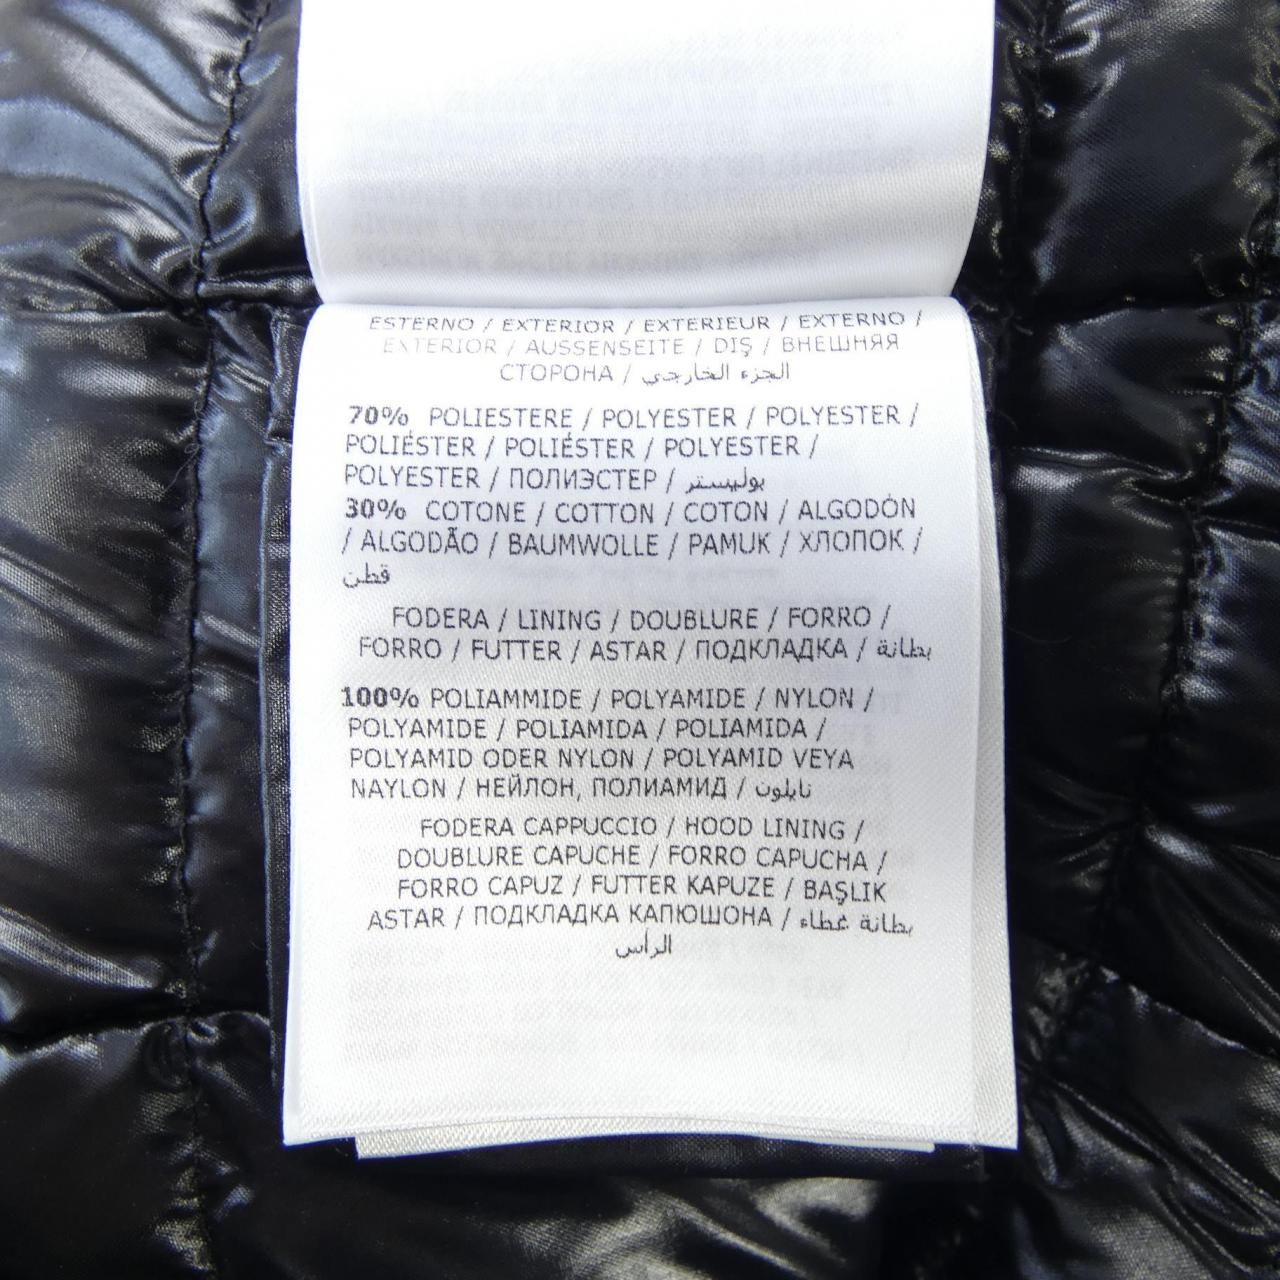 ESTERNO / EXTERIOR / EXTERIEUR / EXTERNO /
EXTERIOR / AUSSENSEITE / DIŞ / ВНЕШНЯЯ
СТОРОНА / الجزء الخارجي
70% POLIESTERE / POLYESTER / POLYESTER /
POLIÉSTER / POLIÉSTER / POLYESTER /
POLYESTER / ПОЛИЭСТЕР / بوليستر
30% COTONE / COTTON / COTON / ALGODÓN
/ ALGODÃO / BAUMWOLLE / PAMUK / ХЛОПОК /
قطن
FODERA / LINING / DOUBLURE / FORRO /
FORRO / FUTTER / ASTAR / ПОДКЛАДКА / بطانة
100% POLIAMMIDE / POLYAMIDE / NYLON /
POLYAMIDE / POLIAMIDA / POLIAMIDA /
POLYAMID ODER NYLON / POLYAMID VEYA
NAYLON / НЕЙЛОН, ПОЛИАМИД / نايلون
FODERA CAPPUCCIO / HOOD LINING /
DOUBLURE CAPUCHE / FORRO CAPUCHA /
FORRO CAPUZ / FUTTER KAPUZE / BAŞLIK
ASTAR / ПОДКЛАДКА КАПЮШОНА / بطانة غطاء
الرأس